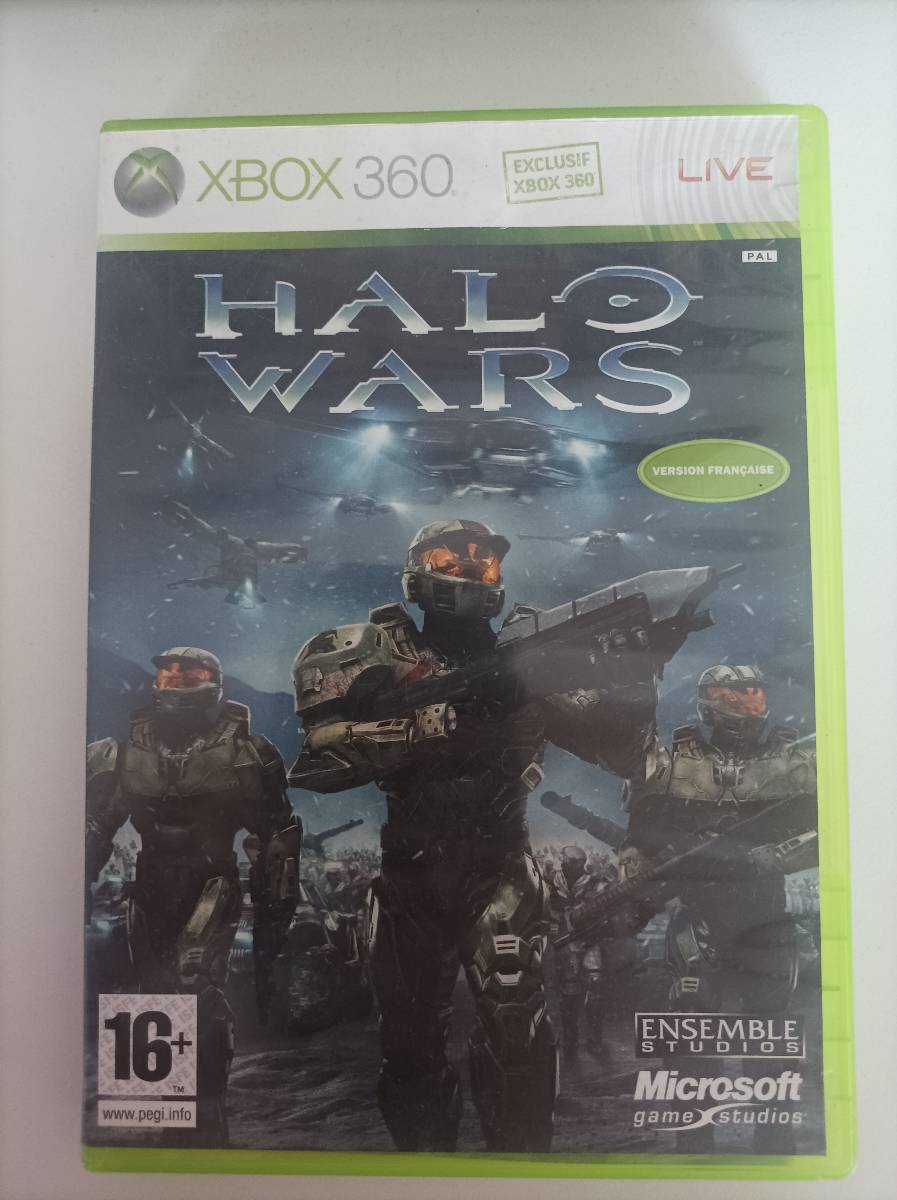 XBOX 360
EXCLUSIF
XBOX 360
LIVE
PAL
HALO
WARS
VERSION FRANÇAISE
16+
TM
www.pegi.info
ENSEMBLE
STUDIOS
Microsoft
game studios